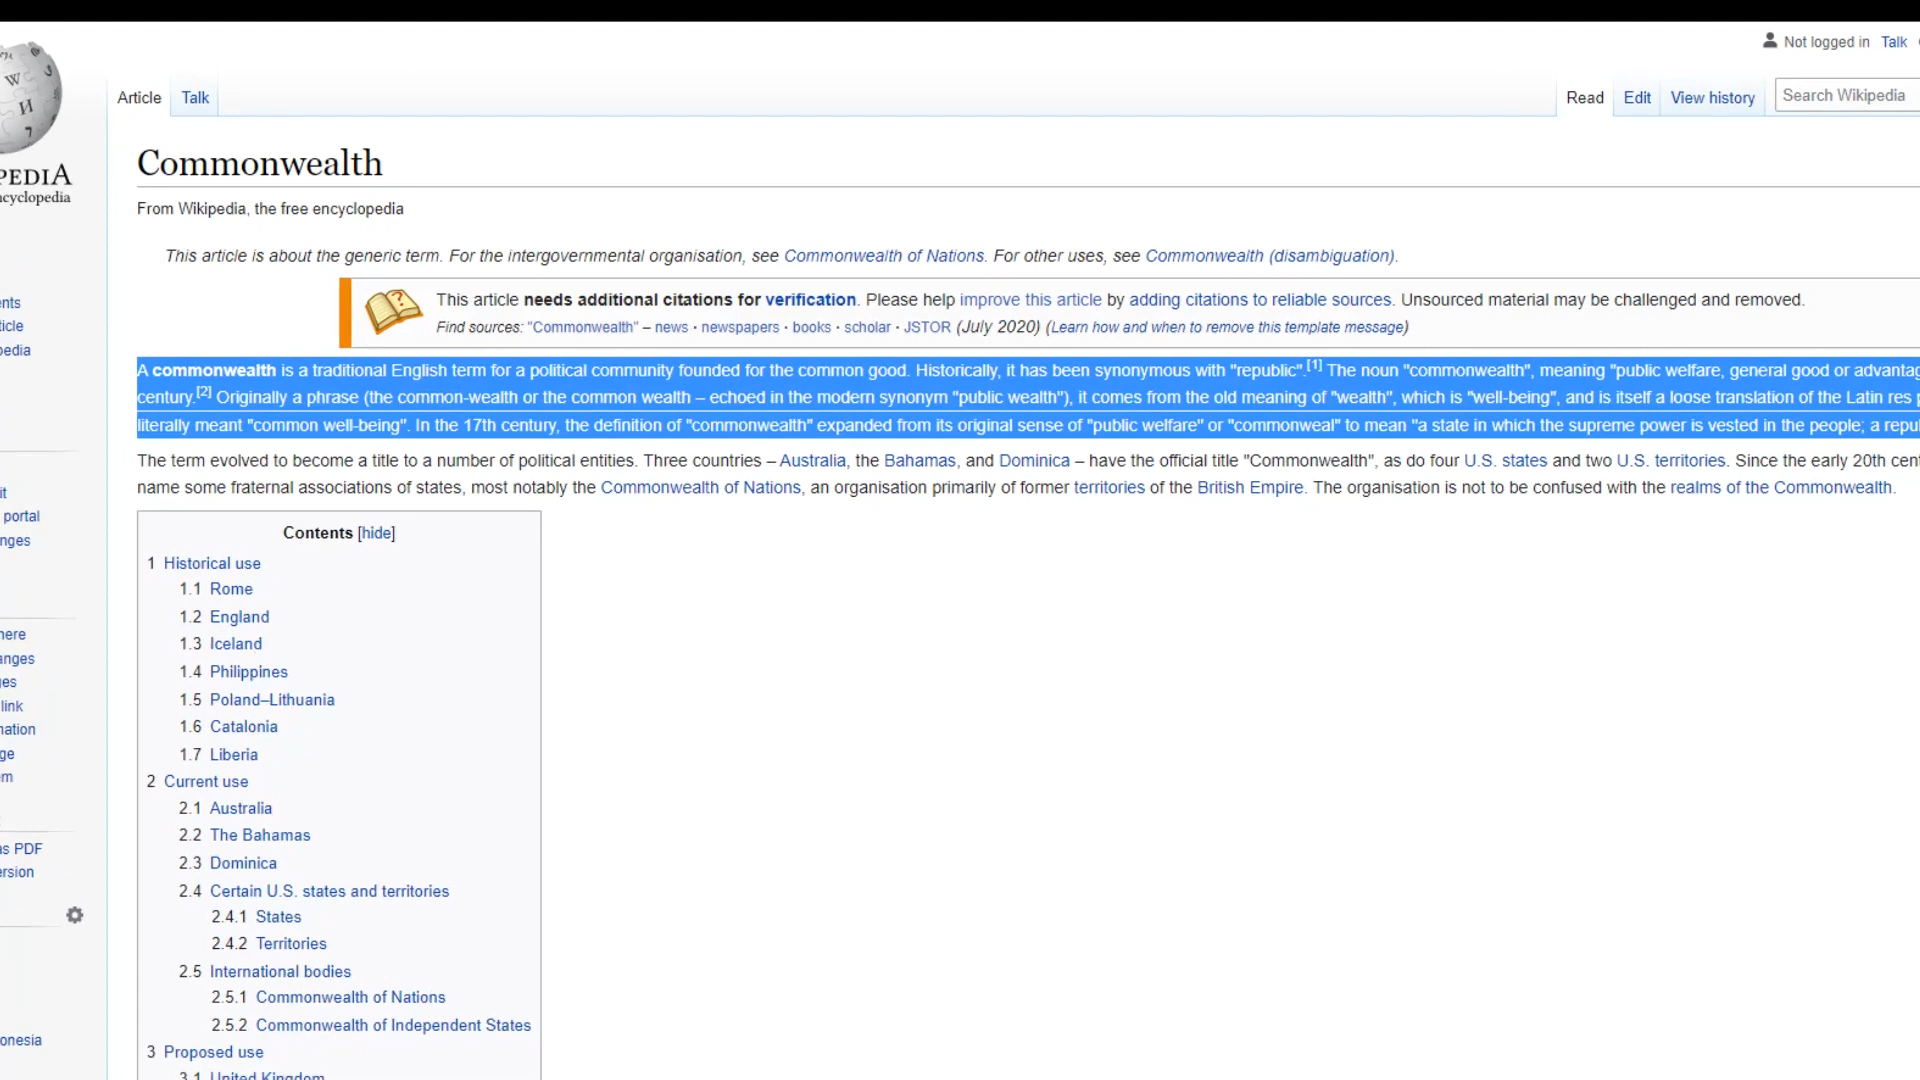 Not logged in Talk
Article Talk Read Edit View history Search Wikipedia
PEDIA
Commonwealth
From Wikipedia, the free encyclopedia
This article is about the generic term. For the intergovernmental organisation, see Commonwealth of Nations. For other uses, see Commonwealth (disambiguation).
This article needs additional citations for verification. Please help improve this article by adding citations to reliable sources. Unsourced material may be challenged and removed.
Find sources: "Commonwealth" – news · newspapers · books · scholar · JSTOR (July 2020) (Learn how and when to remove this template message)
A commonwealth is a traditional English term for a political community founded for the common good. Historically, it has been synonymous with "republic".[1] The noun "commonwealth", meaning "public welfare, general good or
century.[2] Originally a phrase (the common-wealth or the common wealth – echoed in the modern synonym "public wealth"), it comes from the old meaning of "wealth", which is "well-being", and is itself a loose translation of the Latin res
literally meant "common well-being". In the 17th century, the definition of "commonwealth" expanded from its original sense of "public welfare" or "commonweal" to mean "a state in which the supreme power is vested in the people; a
The term evolved to become a title to a number of political entities. Three countries – Australia, the Bahamas, and Dominica – have the official title "Commonwealth", as do four U.S. states and two U.S. territories. Since the early 20th
name some fraternal associations of states, most notably the Commonwealth of Nations, an organisation primarily of former territories of the British Empire. The organisation is not to be confused with the realms of the Commonwealth.
Contents [hide]
1 Historical use
1.1 Rome
1.2 England
1.3 Iceland
1.4 Philippines
1.5 Poland–Lithuania
1.6 Catalonia
1.7 Liberia
2 Current use
2.1 Australia
2.2 The Bahamas
2.3 Dominica
2.4 Certain U.S. states and territories
2.4.1 States
2.4.2 Territories
2.5 International bodies
2.5.1 Commonwealth of Nations
2.5.2 Commonwealth of Independent States
3 Proposed use
3.1 United Kingdom
portal
link
as PDF